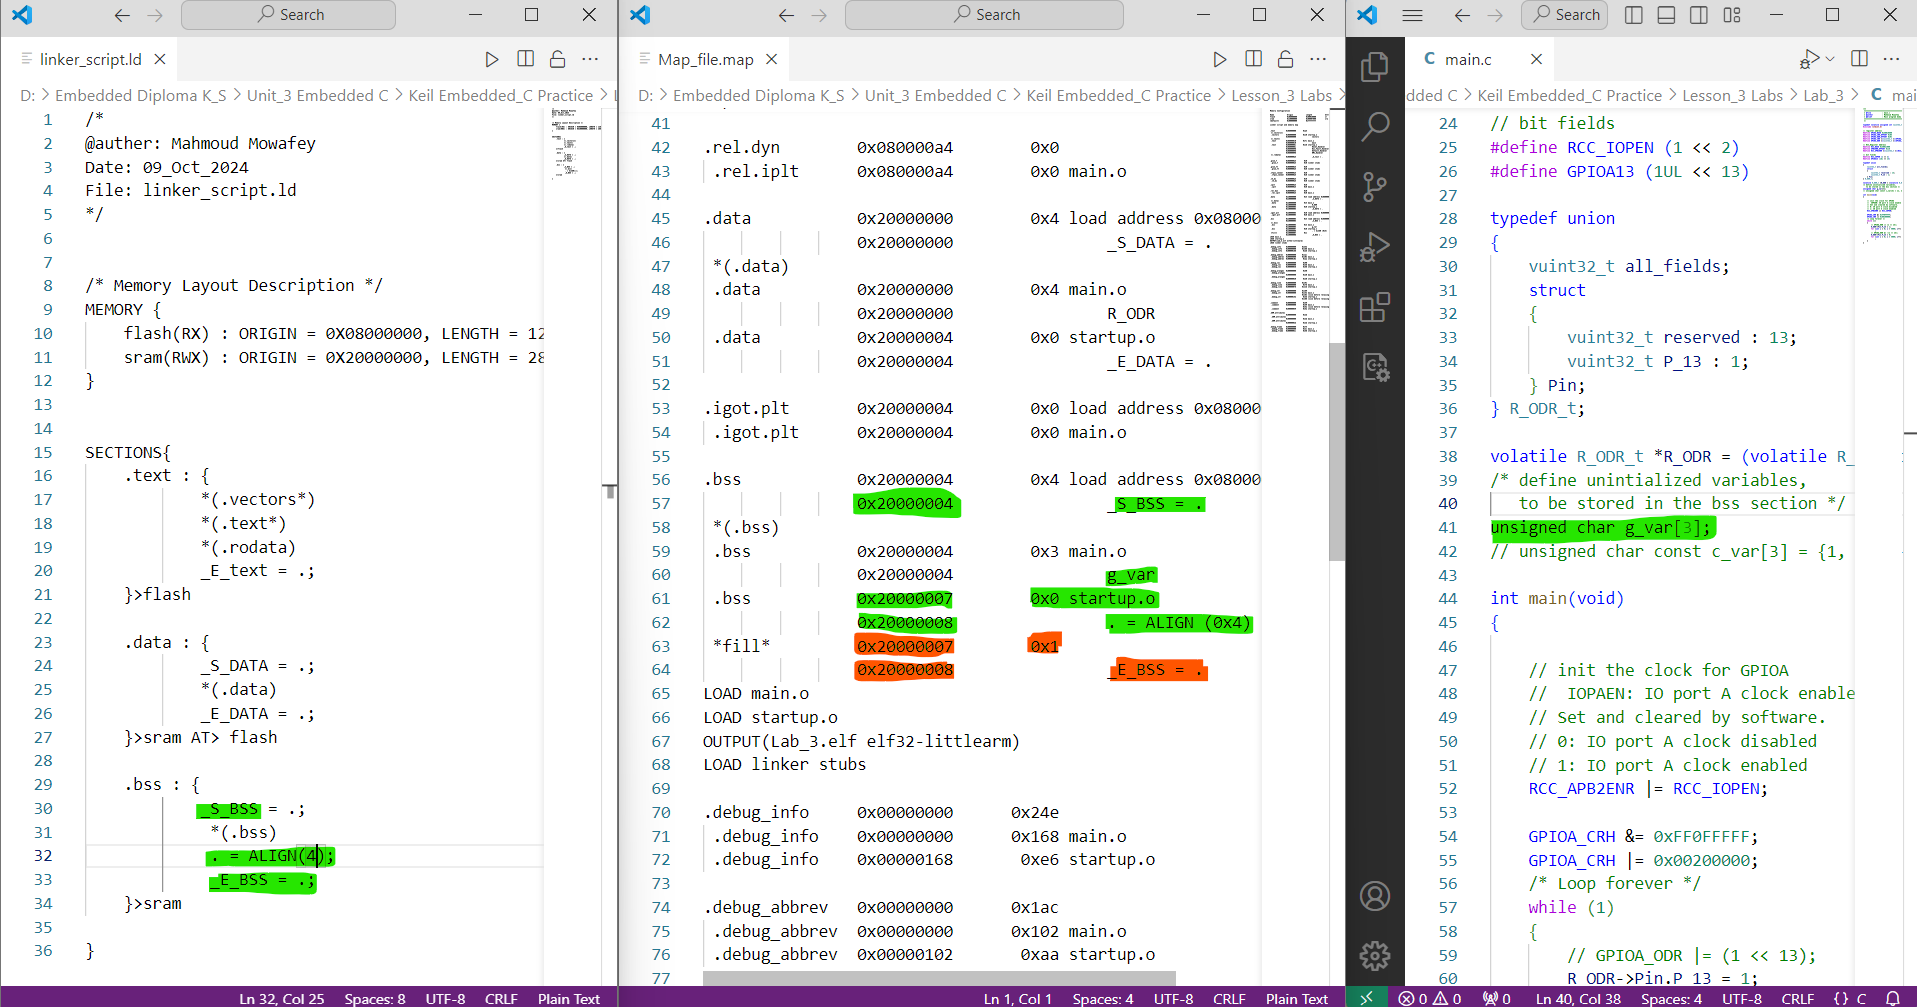 Search
linker_script.ld
D: > Embedded Diploma K_S > Unit_3 Embedded C > Keil Embedded_C Practice >
1 /*
2 @auther: Mahmoud Mowafey
3 Date: 09_Oct_2024
4 File: linker_script.ld
5 */
6
7
8 /* Memory Layout Description */
9 MEMORY {
10 flash(RX) : ORIGIN = 0X08000000, LENGTH = 12
11 sram(RWX) : ORIGIN = 0X20000000, LENGTH = 28
12 }
13
14
15 SECTIONS{
16 .text : {
17 *(.vectors*)
18 *(.text*)
19 *(.rodata)
20 _E_text = .;
21 }>flash
22
23 .data : {
24 _S_DATA = .;
25 *(.data)
26 _E_DATA = .;
27 }>sram AT> flash
28
29 .bss : {
30 _S_BSS = .;
31 *(.bss)
32 . = ALIGN(4);
33 _E_BSS = .;
34 }>sram
35
36 }
Ln 32, Col 25 Spaces: 8 UTF-8 CRLF Plain Text
Search
Map_file.map
D: > Embedded Diploma K_S > Unit_3 Embedded C > Keil Embedded_C Practice > Lesson_3 Labs >
41
42 .rel.dyn 0x080000a4 0x0
43 .rel.iplt 0x080000a4 0x0 main.o
44
45 .data 0x20000000 0x4 load address 0x08000
46 0x20000000 _S_DATA = .
47 *(.data)
48 .data 0x20000000 0x4 main.o
49 0x20000000 R_ODR
50 .data 0x20000004 0x0 startup.o
51 0x20000004 _E_DATA = .
52
53 .igot.plt 0x20000004 0x0 load address 0x08000
54 .igot.plt 0x20000004 0x0 main.o
55
56 .bss 0x20000004 0x4 load address 0x08000
57 0x20000004 _S_BSS = .
58 *(.bss)
59 .bss 0x20000004 0x3 main.o
60 0x20000004 g_var
61 .bss 0x20000007 0x0 startup.o
62 0x20000008 . = ALIGN (0x4)
63 *fill* 0x20000007 0x1
64 0x20000008 _E_BSS = .
65 LOAD main.o
66 LOAD startup.o
67 OUTPUT(Lab_3.elf elf32-littlearm)
68 LOAD linker stubs
69
70 .debug_info 0x00000000 0x24e
71 .debug_info 0x00000000 0x168 main.o
72 .debug_info 0x00000168 0xe6 startup.o
73
74 .debug_abbrev 0x00000000 0x1ac
75 .debug_abbrev 0x00000000 0x102 main.o
76 .debug_abbrev 0x00000102 0xaa startup.o
77
Ln 1, Col 1 Spaces: 4 UTF-8 CRLF Plain Text
Search
C main.c
dded C > Keil Embedded_C Practice > Lesson_3 Labs > Lab_3 > C mai
24 // bit fields
25 #define RCC_IOPEN (1 << 2)
26 #define GPIOA13 (1UL << 13)
27
28 typedef union
29 {
30 vuint32_t all_fields;
31 struct
32 {
33 vuint32_t reserved : 13;
34 vuint32_t P_13 : 1;
35 } Pin;
36 } R_ODR_t;
37
38 volatile R_ODR_t *R_ODR = (volatile R_
39 /* define unintialized variables,
40 to be stored in the bss section */
41 unsigned char g_var[3];
42 // unsigned char const c_var[3] = {1,
43
44 int main(void)
45 {
46
47 // init the clock for GPIOA
48 // IOPAEN: IO port A clock enable
49 // Set and cleared by software.
50 // 0: IO port A clock disabled
51 // 1: IO port A clock enabled
52 RCC_APB2ENR |= RCC_IOPEN;
53
54 GPIOA_CRH &= 0xFF0FFFFF;
55 GPIOA_CRH |= 0x00200000;
56 /* Loop forever */
57 while (1)
58 {
59 // GPIOA_ODR |= (1 << 13);
60 R_ODR->Pin.P_13 = 1;
0 0 0 Ln 40, Col 38 Spaces: 4 UTF-8 CRLF {} C